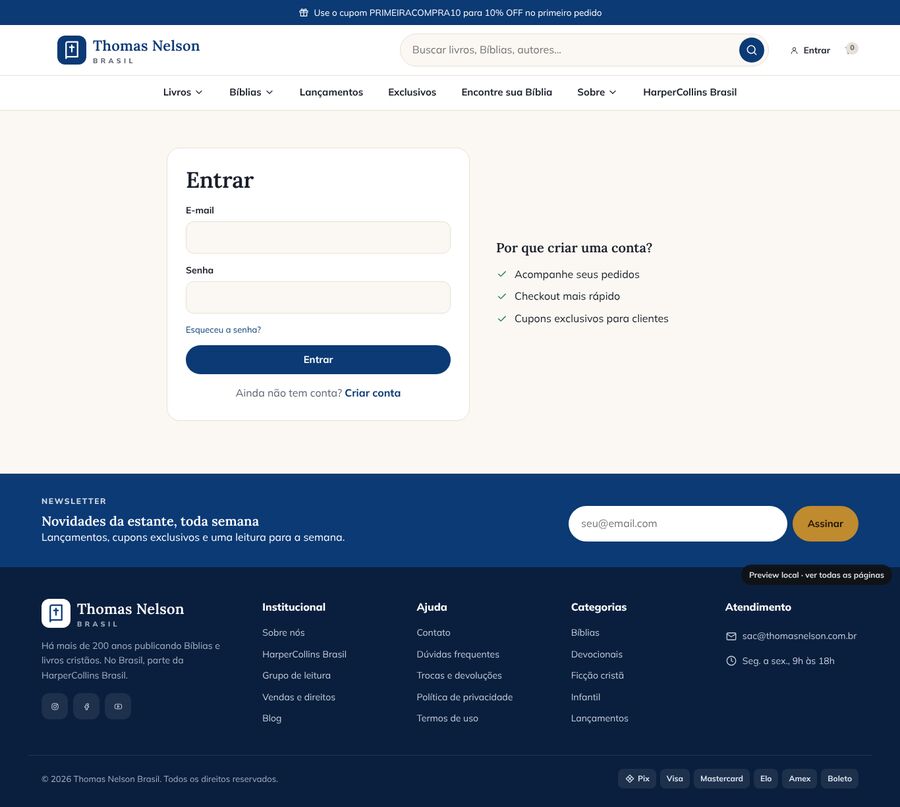 Use o cupom PRIMEIRACOMPRA10 para 10% OFF no primeiro pedido
Thomas Nelson
BRASIL
Buscar livros, Bíblias, autores...
Entrar
0
Livros
Bíblias
Lançamentos
Exclusivos
Encontre sua Bíblia
Sobre
HarperCollins Brasil
Entrar
E-mail
Senha
Esqueceu a senha?
Entrar
Ainda não tem conta? Criar conta
Por que criar uma conta?
Acompanhe seus pedidos
Checkout mais rápido
Cupons exclusivos para clientes
NEWSLETTER
Novidades da estante, toda semana
Lançamentos, cupons exclusivos e uma leitura para a semana.
seu@email.com
Assinar
Preview local · ver todas as páginas
Thomas Nelson
BRASIL
Há mais de 200 anos publicando Bíblias e
livros cristãos. No Brasil, parte da
HarperCollins Brasil.
Institucional
Sobre nós
HarperCollins Brasil
Grupo de leitura
Vendas e direitos
Blog
Ajuda
Contato
Dúvidas frequentes
Trocas e devoluções
Política de privacidade
Termos de uso
Categorias
Bíblias
Devocionais
Ficção cristã
Infantil
Lançamentos
Atendimento
sac@thomasnelson.com.br
Seg. a sex., 9h às 18h
© 2026 Thomas Nelson Brasil. Todos os direitos reservados.
Pix
Visa
Mastercard
Elo
Amex
Boleto